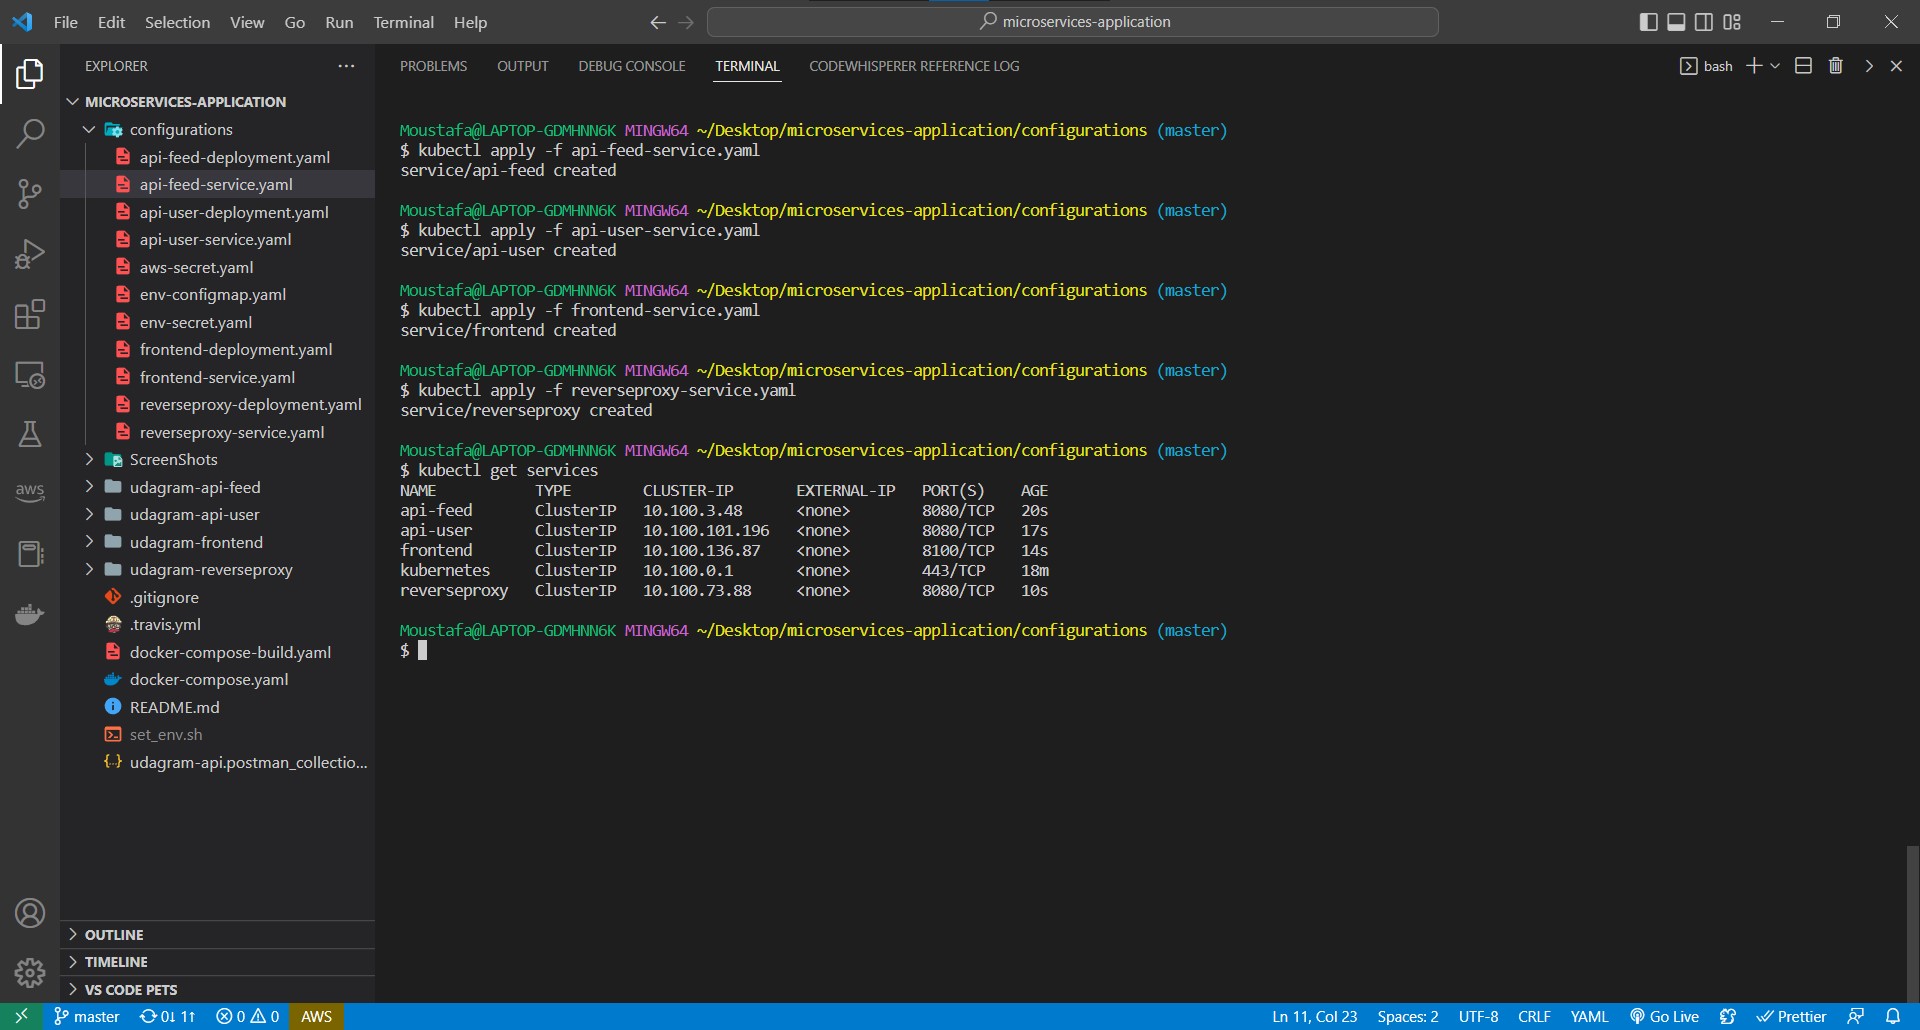 File Edit Selection View Go Run Terminal Help
microservices-application
EXPLORER
PROBLEMS OUTPUT DEBUG CONSOLE TERMINAL CODEWHISPERER REFERENCE LOG
bash
MICROSERVICES-APPLICATION
configurations
api-feed-deployment.yaml
api-feed-service.yaml
api-user-deployment.yaml
api-user-service.yaml
aws-secret.yaml
env-configmap.yaml
env-secret.yaml
frontend-deployment.yaml
frontend-service.yaml
reverseproxy-deployment.yaml
reverseproxy-service.yaml
ScreenShots
udagram-api-feed
udagram-api-user
udagram-frontend
udagram-reverseproxy
.gitignore
.travis.yml
docker-compose-build.yaml
docker-compose.yaml
README.md
set_env.sh
udagram-api.postman_collectio...
aws
OUTLINE
TIMELINE
VS CODE PETS
Moustafa@LAPTOP-GDMHNN6K MINGW64 ~/Desktop/microservices-application/configurations (master)
$ kubectl apply -f api-feed-service.yaml
service/api-feed created
Moustafa@LAPTOP-GDMHNN6K MINGW64 ~/Desktop/microservices-application/configurations (master)
$ kubectl apply -f api-user-service.yaml
service/api-user created
Moustafa@LAPTOP-GDMHNN6K MINGW64 ~/Desktop/microservices-application/configurations (master)
$ kubectl apply -f frontend-service.yaml
service/frontend created
Moustafa@LAPTOP-GDMHNN6K MINGW64 ~/Desktop/microservices-application/configurations (master)
$ kubectl apply -f reverseproxy-service.yaml
service/reverseproxy created
Moustafa@LAPTOP-GDMHNN6K MINGW64 ~/Desktop/microservices-application/configurations (master)
$ kubectl get services
NAME TYPE CLUSTER-IP EXTERNAL-IP PORT(S) AGE
api-feed ClusterIP 10.100.3.48 <none> 8080/TCP 20s
api-user ClusterIP 10.100.101.196 <none> 8080/TCP 17s
frontend ClusterIP 10.100.136.87 <none> 8100/TCP 14s
kubernetes ClusterIP 10.100.0.1 <none> 443/TCP 18m
reverseproxy ClusterIP 10.100.73.88 <none> 8080/TCP 10s
Moustafa@LAPTOP-GDMHNN6K MINGW64 ~/Desktop/microservices-application/configurations (master)
$
master 0↓ 1↑ 0 0 AWS Ln 11, Col 23 Spaces: 2 UTF-8 CRLF YAML Go Live Prettier